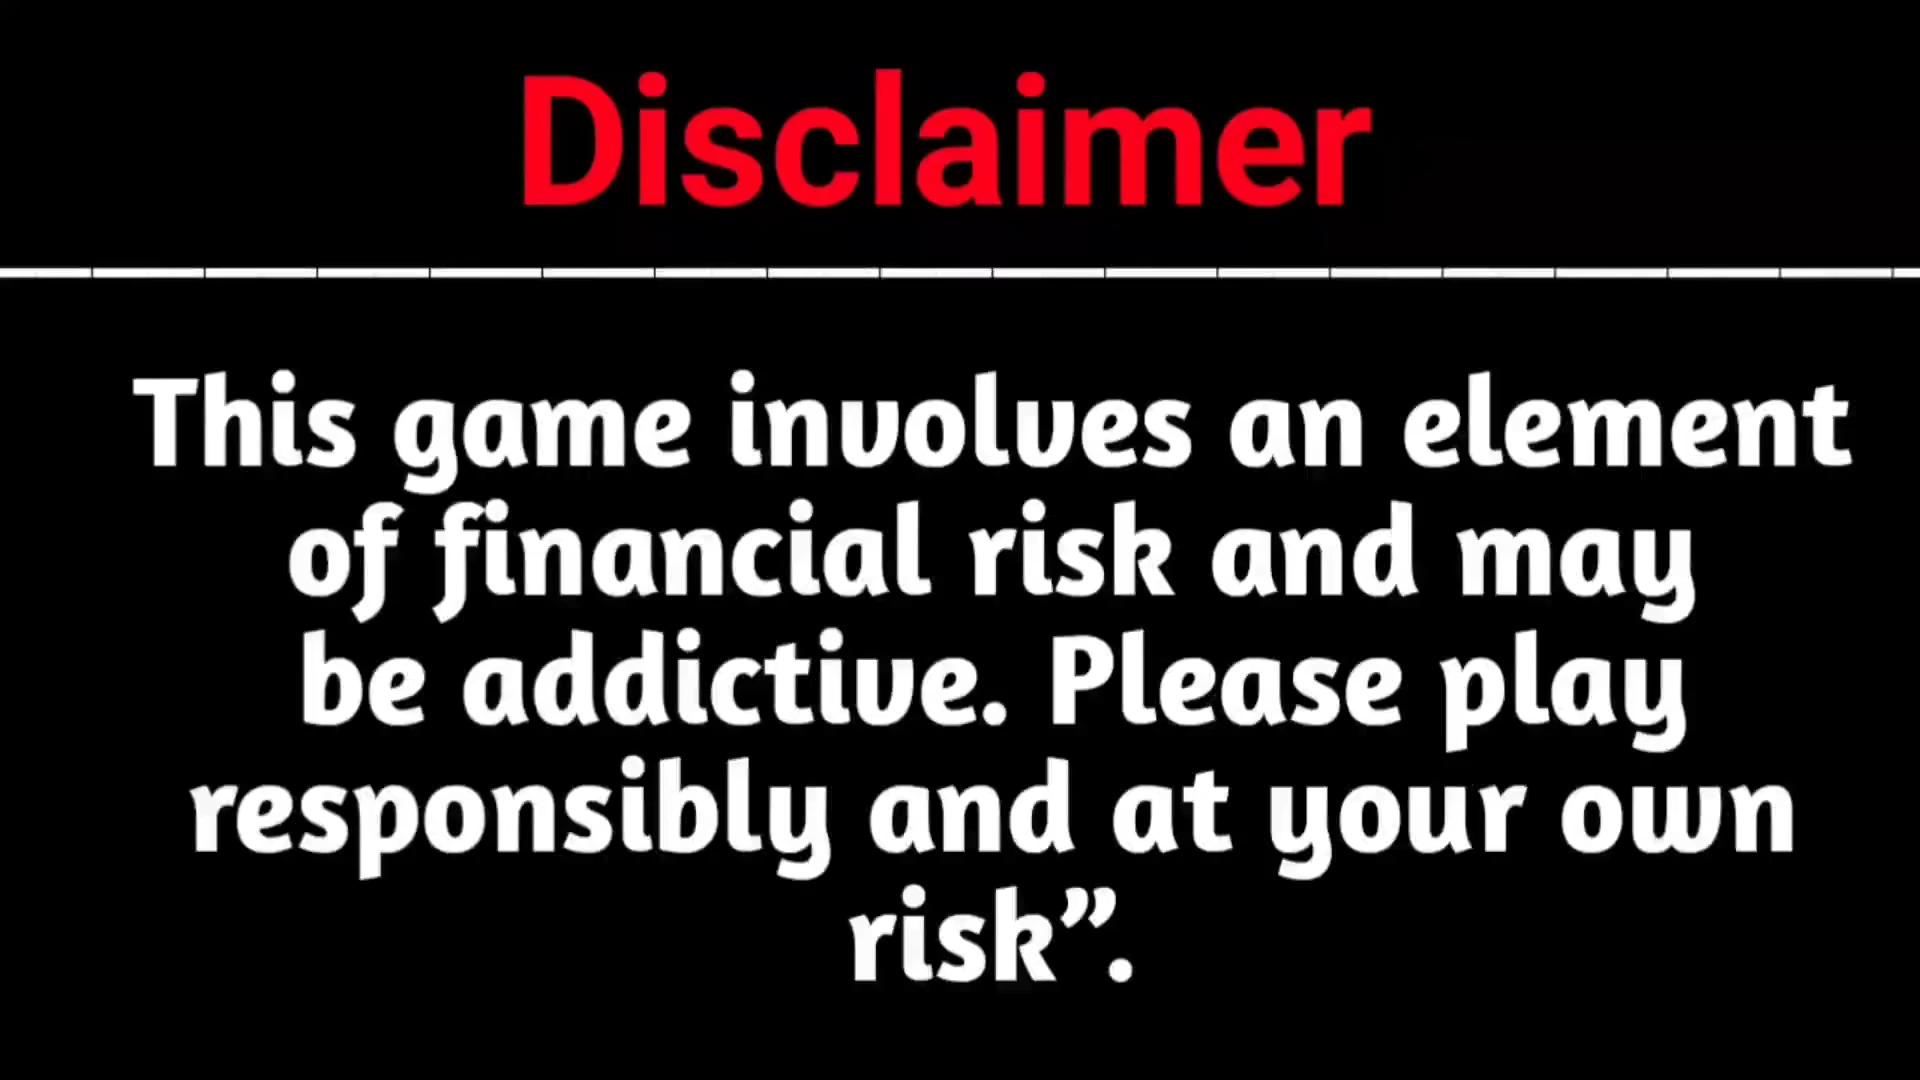 Disclaimer
This game involves an element
of financial risk and may
be addictive. Please play
responsibly and at your own
risk”.